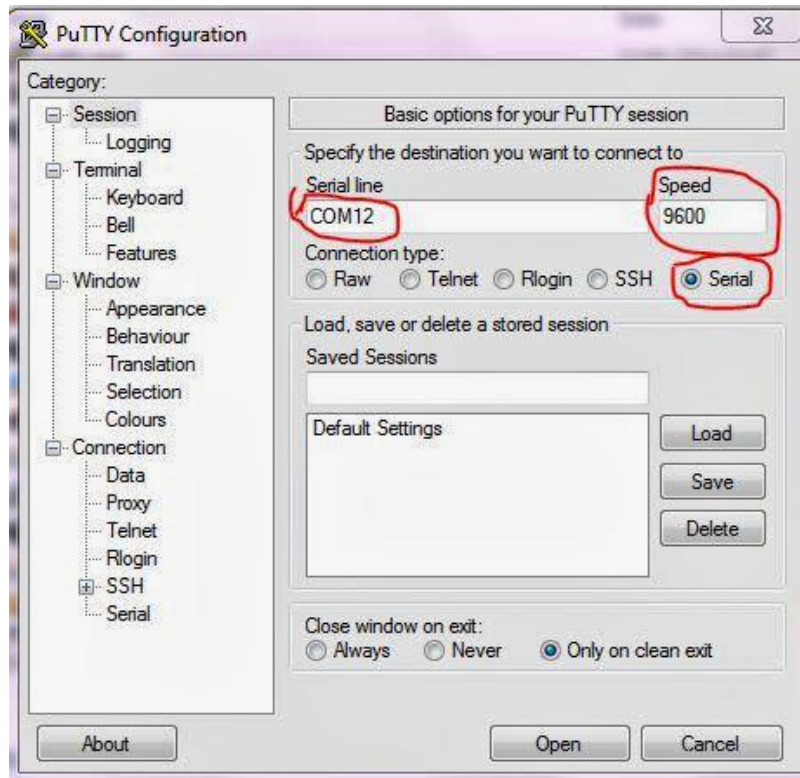 PuTTY Configuration
Category:
Session
Logging
Terminal
Keyboard
Bell
Features
Window
Appearance
Behaviour
Translation
Selection
Colours
Connection
Data
Proxy
Telnet
Rlogin
SSH
Serial
Basic options for your PuTTY session
Specify the destination you want to connect to
Serial line Speed
COM12 9600
Connection type:
Raw Telnet Rlogin SSH Serial
Load, save or delete a stored session
Saved Sessions
Default Settings
Load
Save
Delete
Close window on exit:
Always Never Only on clean exit
About Open Cancel